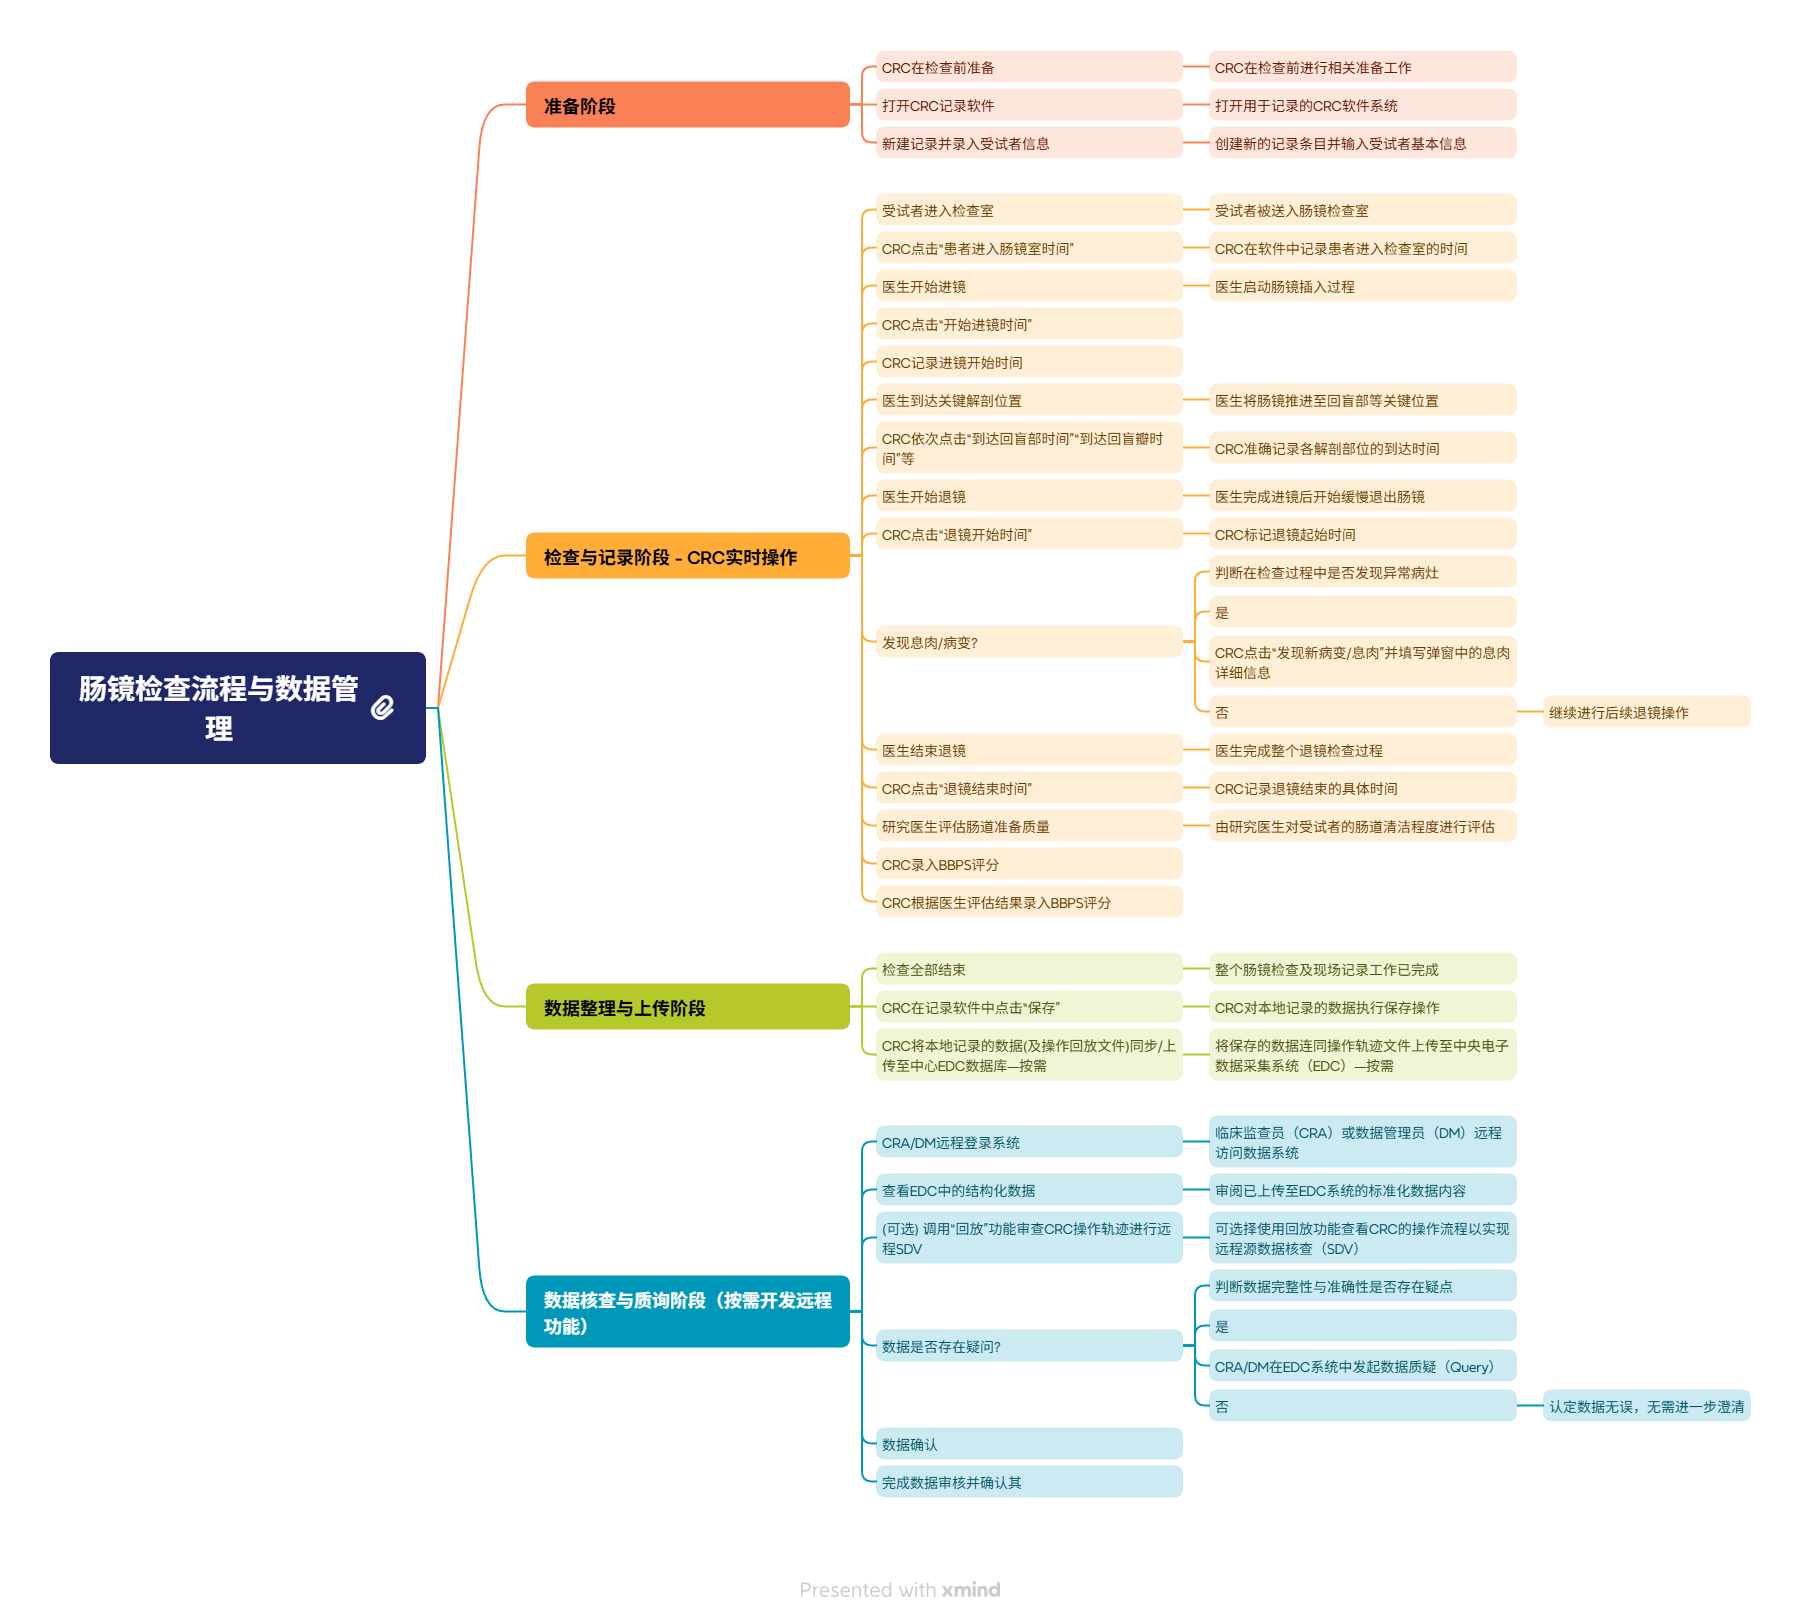 肠镜检查流程与数据管
理
准备阶段
CRC在检查前准备
CRC在检查前进行相关准备工作
打开CRC记录软件
打开用于记录的CRC软件系统
新建记录并录入受试者信息
创建新的记录条目并输入受试者基本信息
检查与记录阶段 - CRC实时操作
受试者进入检查室
受试者被送入肠镜检查室
CRC点击“患者进入肠镜室时间”
CRC在软件中记录患者进入检查室的时间
医生开始进镜
医生启动肠镜插入过程
CRC点击“开始进镜时间”
CRC记录进镜开始时间
医生到达关键解剖位置
医生将肠镜推进至回盲部等关键位置
CRC依次点击“到达回盲部时间”“到达回盲瓣时
间”等
CRC准确记录各解剖部位的到达时间
医生开始退镜
医生完成进镜后开始缓慢退出肠镜
CRC点击“退镜开始时间”
CRC标记退镜起始时间
发现息肉/病变?
判断在检查过程中是否发现异常病灶
是
CRC点击“发现新病变/息肉”并填写弹窗中的息肉
详细信息
否
继续进行后续退镜操作
医生结束退镜
医生完成整个退镜检查过程
CRC点击“退镜结束时间”
CRC记录退镜结束的具体时间
研究医生评估肠道准备质量
由研究医生对受试者的肠道清洁程度进行评估
CRC录入BBPS评分
CRC根据医生评估结果录入BBPS评分
数据整理与上传阶段
检查全部结束
整个肠镜检查及现场记录工作已完成
CRC在记录软件中点击“保存”
CRC对本地记录的数据执行保存操作
CRC将本地记录的数据(及操作回放文件)同步/上
传至中心EDC数据库—按需
将保存的数据连同操作轨迹文件上传至中央电子
数据采集系统（EDC）—按需
数据核查与质询阶段（按需开发远程
功能）
CRA/DM远程登录系统
临床监查员（CRA）或数据管理员（DM）远程
访问数据系统
查看EDC中的结构化数据
审阅已上传至EDC系统的标准化数据内容
(可选) 调用“回放”功能审查CRC操作轨迹进行远
程SDV
可选择使用回放功能查看CRC的操作流程以实现
远程源数据核查（SDV）
数据是否存在疑问?
判断数据完整性与准确性是否存在疑点
是
CRA/DM在EDC系统中发起数据质疑（Query）
否
认定数据无误，无需进一步澄清
数据确认
完成数据审核并确认其
Presented with xmind